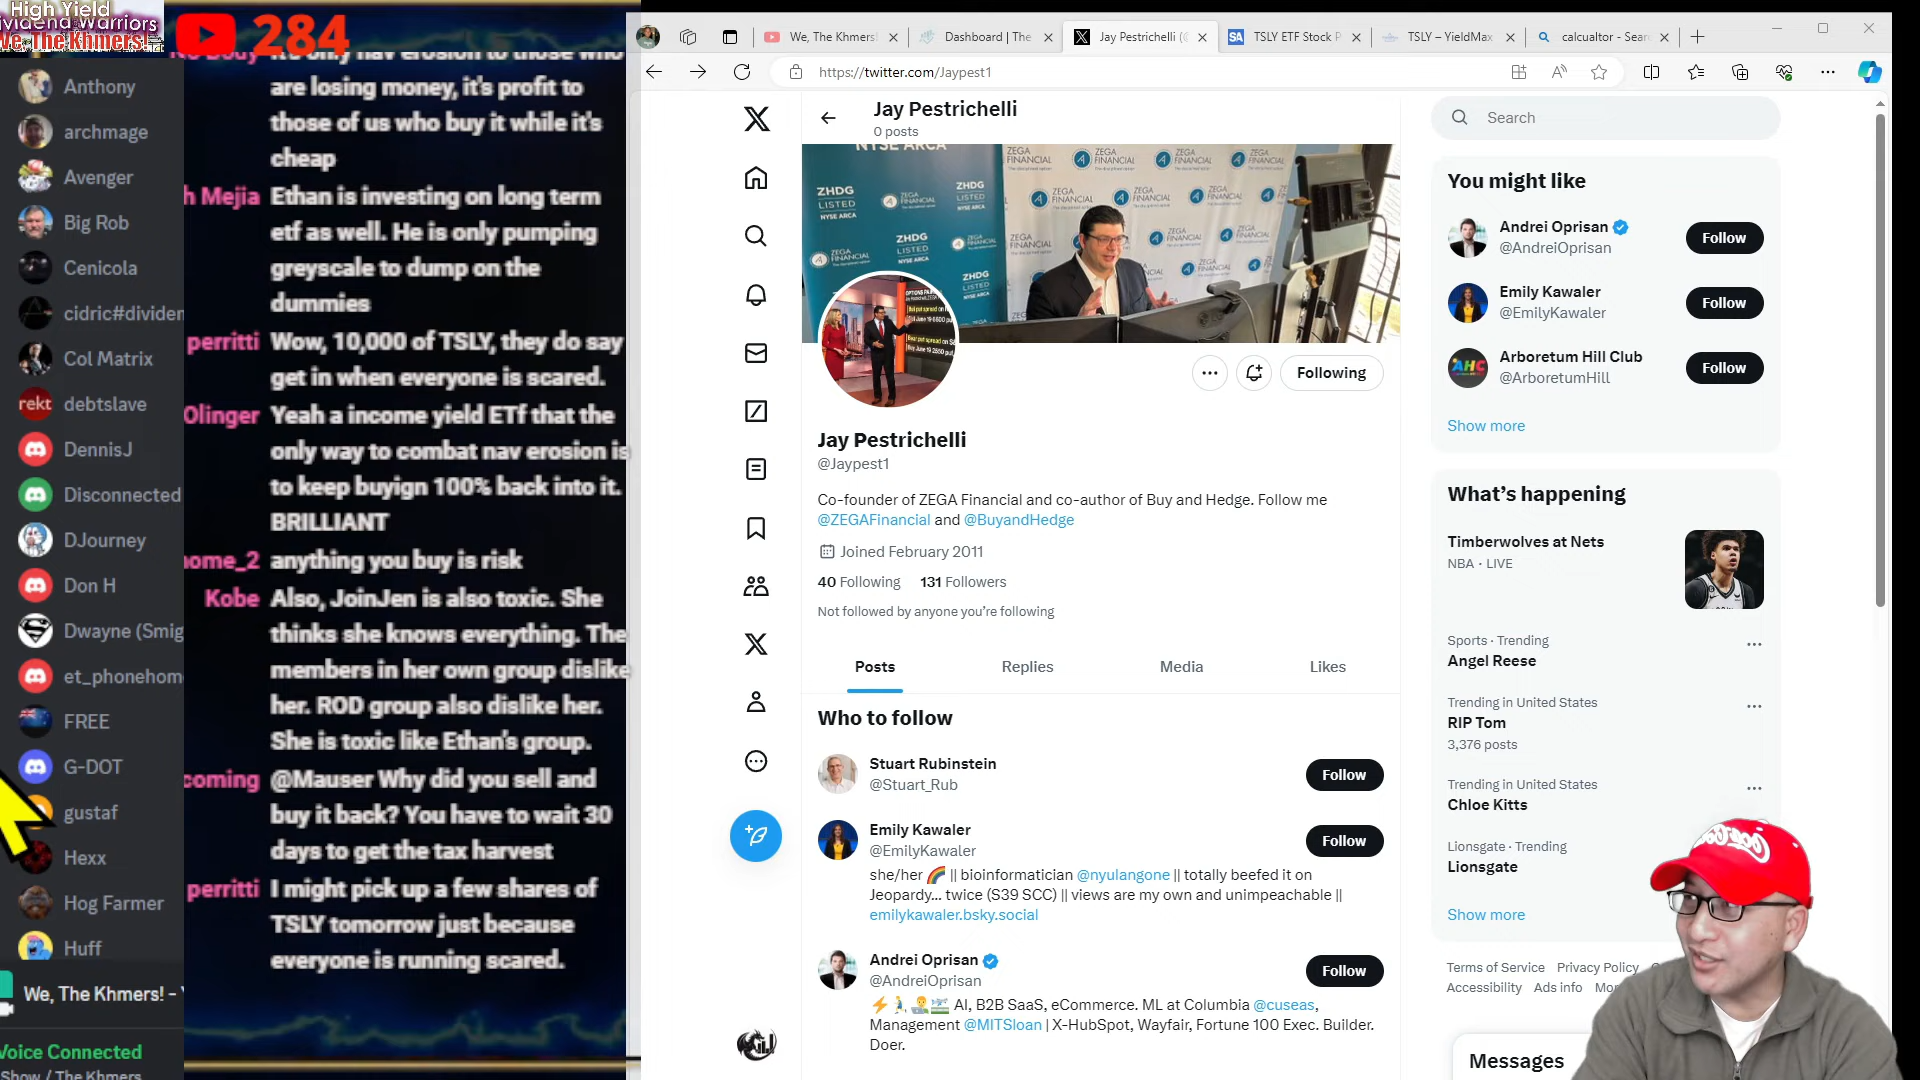 High Yield
Dividend Warriors
We, The Khmers!
284
Anthony
archmage
Avenger
Big Rob
Cenicola
cidric#dividen
Col Matrix
rekt debtslave
DennisJ
Disconnected
DJourney
Don H
Dwayne (Smig
et_phonehom
FREE
G-DOT
gustaf
Hexx
Hog Farmer
Huff
We, The Khmers! -
Voice Connected
Show / The Khmers
It's only nav erosion to those who
are losing money, it's profit to
those of us who buy it while it's
cheap
h Mejia Ethan is investing on long term
etf as well. He is only pumping
greyscale to dump on the
dummies
perritti Wow, 10,000 of TSLY, they do say
get in when everyone is scared.
Olinger Yeah a income yield ETf that the
only way to combat nav erosion is
to keep buyign 100% back into it.
BRILLIANT
home_2 anything you buy is risk
Kobe Also, JoinJen is also toxic. She
thinks she knows everything. The
members in her own group dislike
her. ROD group also dislike her.
She is toxic like Ethan's group.
coming @Mauser Why did you sell and
buy it back? You have to wait 30
days to get the tax harvest
perritti I might pick up a few shares of
TSLY tomorrow just because
everyone is running scared.
We, The Khmers!
Dashboard | The
Jay Pestrichelli (@
SA TSLY ETF Stock P
TSLY – YieldMax
calcualtor - Sear
https://twitter.com/Jaypest1
Jay Pestrichelli
0 posts
NYSE ARCA
ZHDG
LISTED
NYSE ARCA
ZEGA
FINANCIAL
Following
Jay Pestrichelli
@Jaypest1
Co-founder of ZEGA Financial and co-author of Buy and Hedge. Follow me
@ZEGAFinancial and @BuyandHedge
Joined February 2011
40 Following 131 Followers
Not followed by anyone you're following
Posts Replies Media Likes
Who to follow
Stuart Rubinstein
@Stuart_Rub
Follow
Emily Kawaler
@EmilyKawaler
Follow
she/her 🌈 || bioinformatician @nyulangone || totally beefed it on
Jeopardy... twice (S39 SCC) || views are my own and unimpeachable ||
emilykawaler.bsky.social
Andrei Oprisan
@AndreiOprisan
Follow
AI, B2B SaaS, eCommerce. ML at Columbia @cuseas,
Management @MITSloan | X-HubSpot, Wayfair, Fortune 100 Exec. Builder.
Doer.
Search
You might like
Andrei Oprisan
@AndreiOprisan
Follow
Emily Kawaler
@EmilyKawaler
Follow
AHC
Arboretum Hill Club
@ArboretumHill
Follow
Show more
What's happening
Timberwolves at Nets
NBA · LIVE
Sports · Trending
Angel Reese
Trending in United States
RIP Tom
3,376 posts
Trending in United States
Chloe Kitts
Lionsgate · Trending
Lionsgate
Show more
Terms of Service Privacy Policy
Accessibility Ads info
Messages